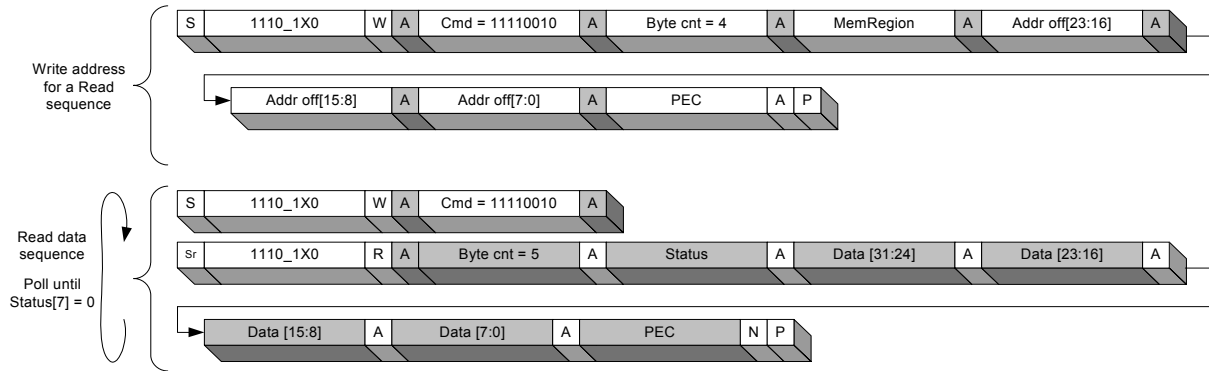 S 1110_1X0 W A Cmd = 11110010 A Byte cnt = 4 A MemRegion A Addr off[23:16] A
Write address
for a Read
sequence
Addr off[15:8] A Addr off[7:0] A PEC A P
S 1110_1X0 W A Cmd = 11110010 A
Read data
sequence
Poll until
Status[7] = 0
Sr 1110_1X0 R A Byte cnt = 5 A Status A Data [31:24] A Data [23:16] A
Data [15:8] A Data [7:0] A PEC N P